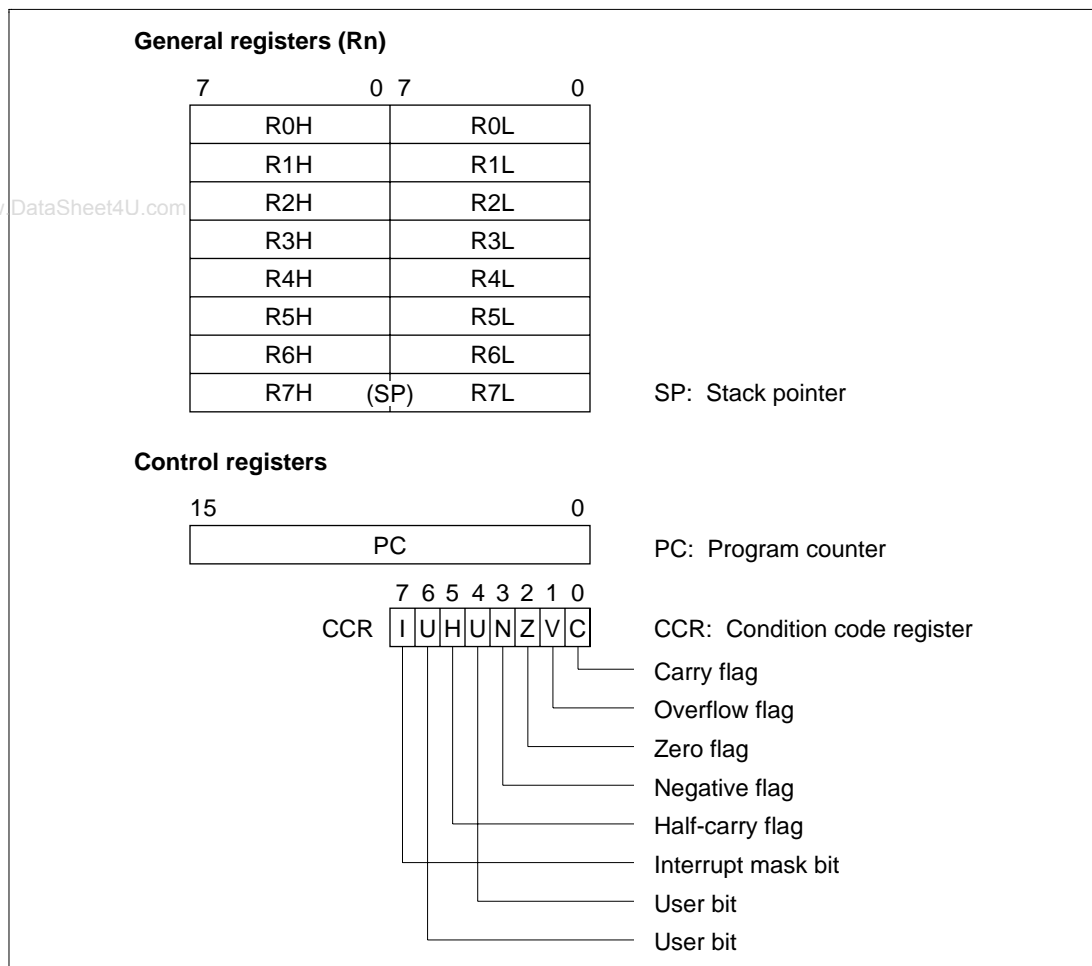 General registers (Rn)
7 0 7 0
R0H R0L
R1H R1L
w.DataSheet4U.com
R2H R2L
R3H R3L
R4H R4L
R5H R5L
R6H R6L
R7H (SP) R7L SP: Stack pointer
Control registers
15 0
PC PC: Program counter
7 6 5 4 3 2 1 0
CCR I U H U N Z V C CCR: Condition code register
Carry flag
Overflow flag
Zero flag
Negative flag
Half-carry flag
Interrupt mask bit
User bit
User bit